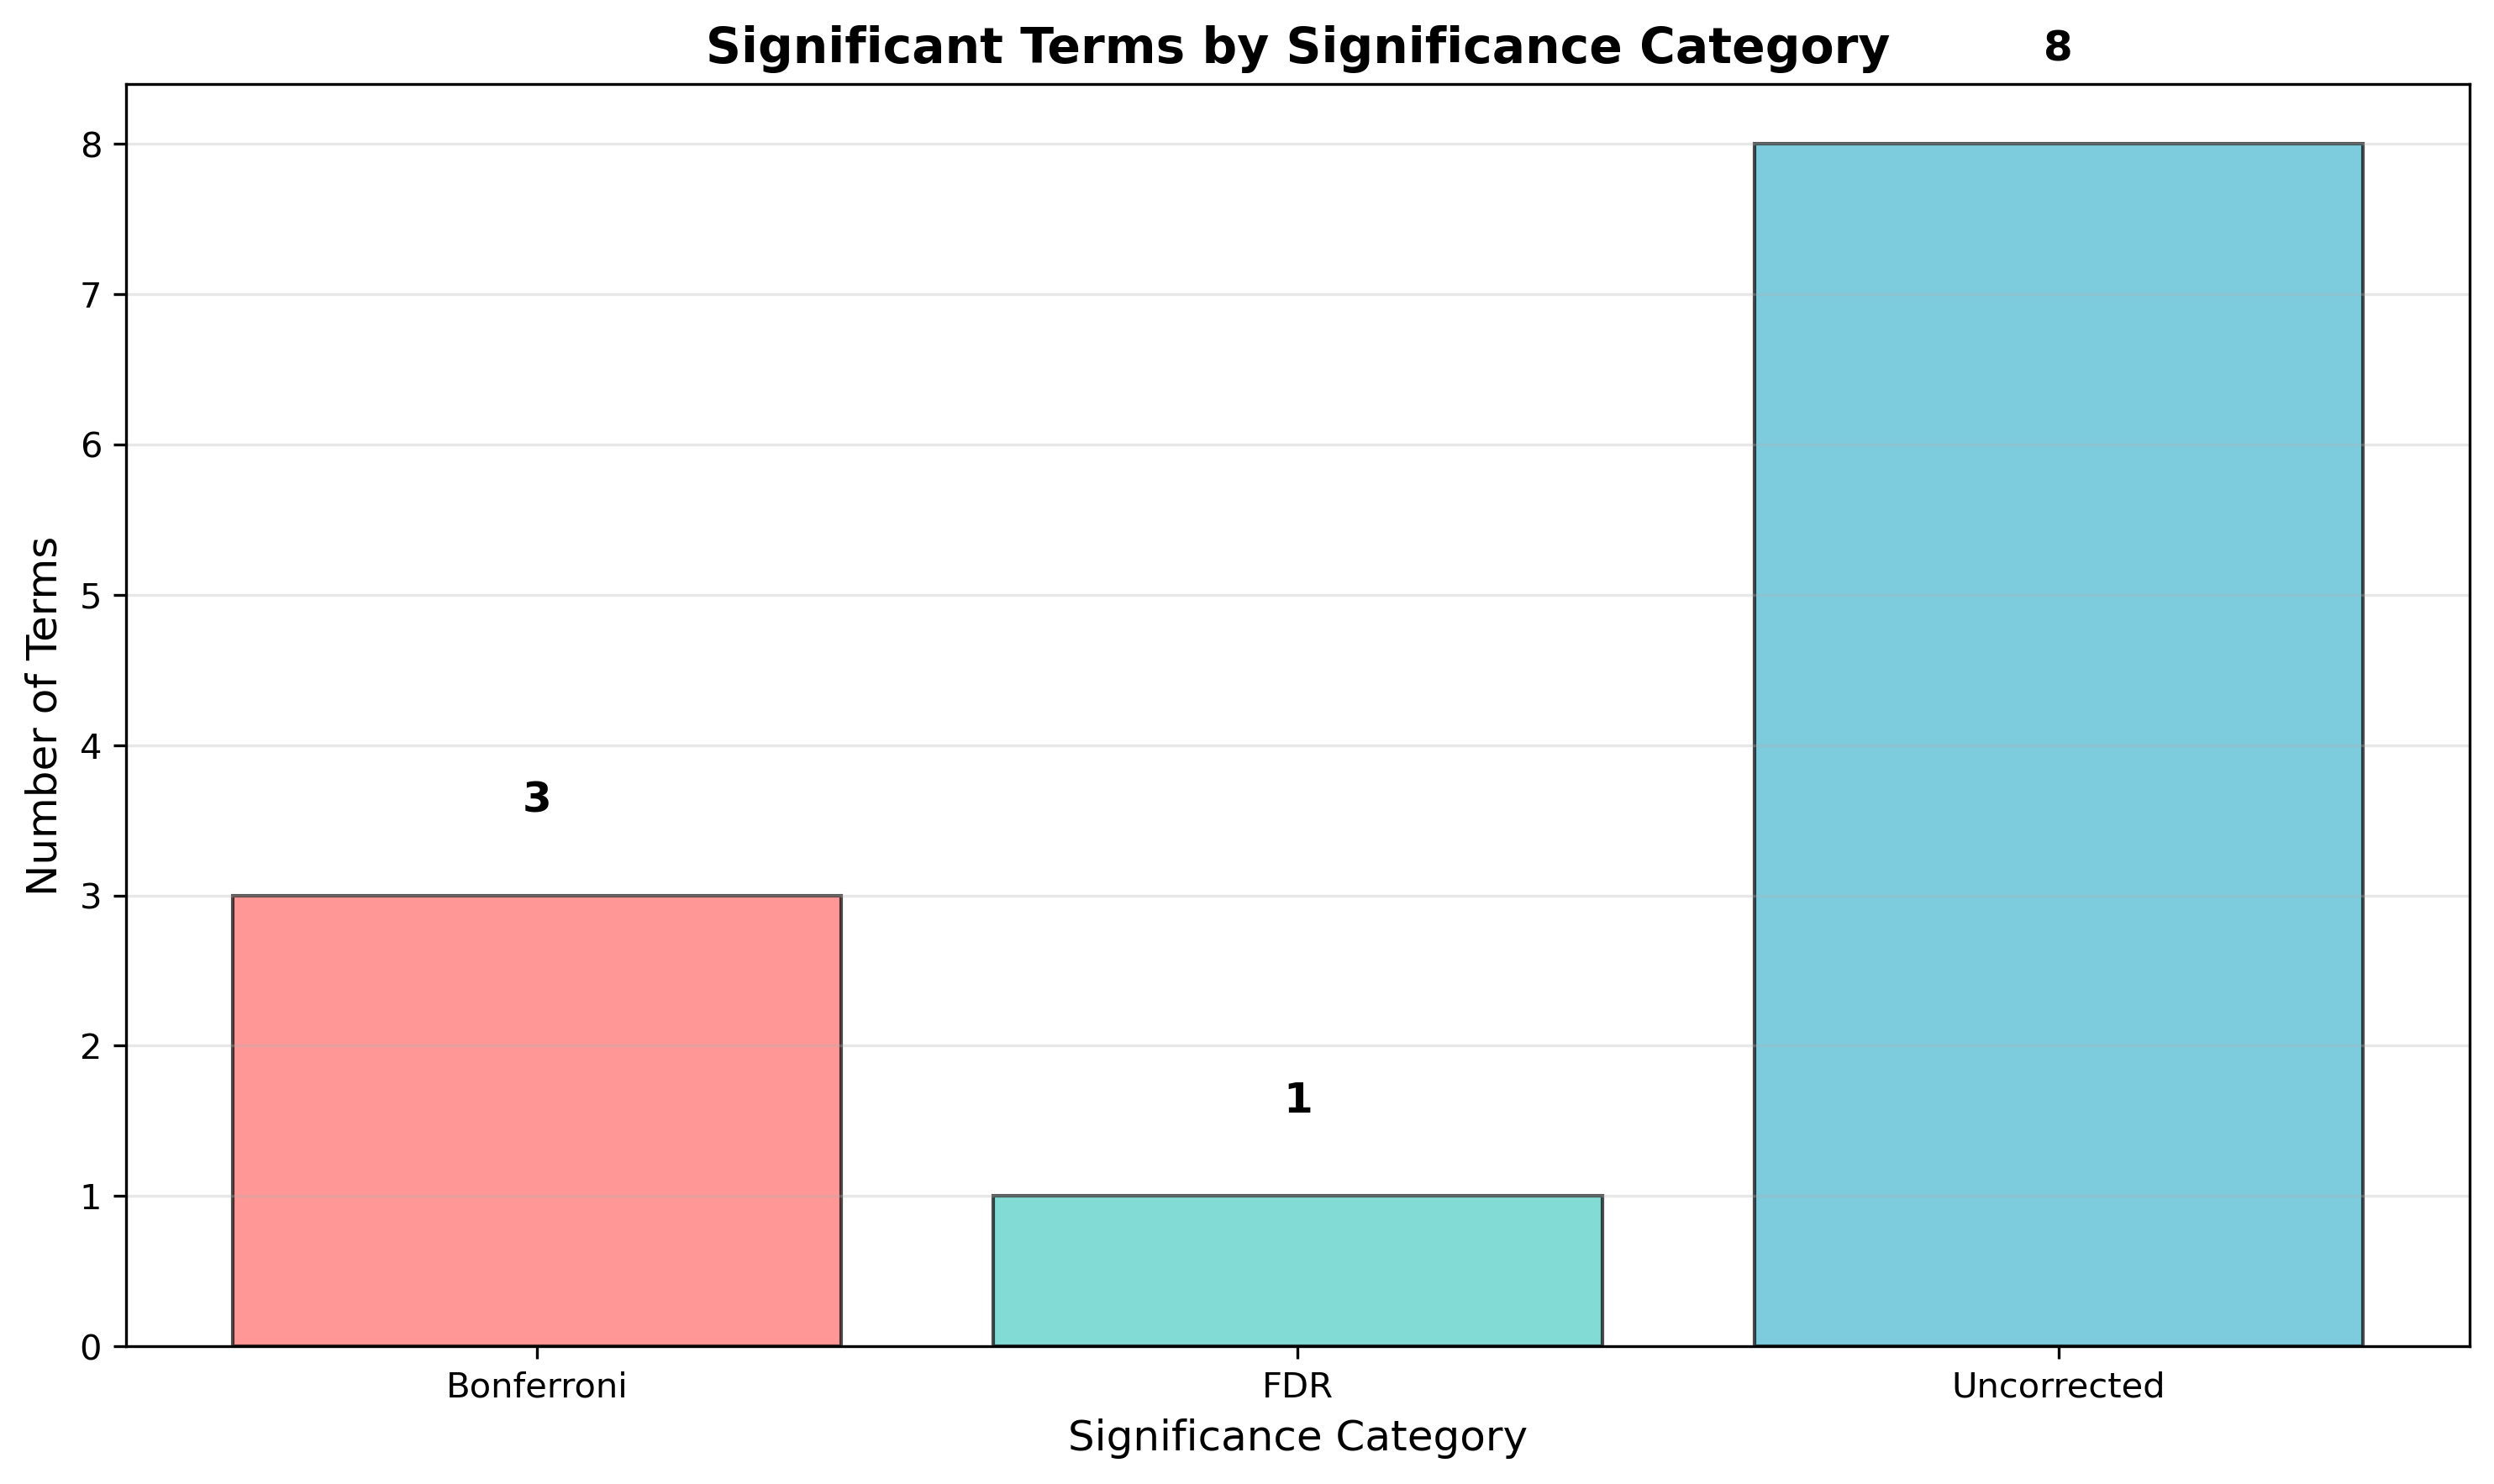 Significant Terms by Significance Category
8
8
7
6
5
4
3
2
1
0
Number of Terms
3
1
Bonferroni
FDR
Uncorrected
Significance Category